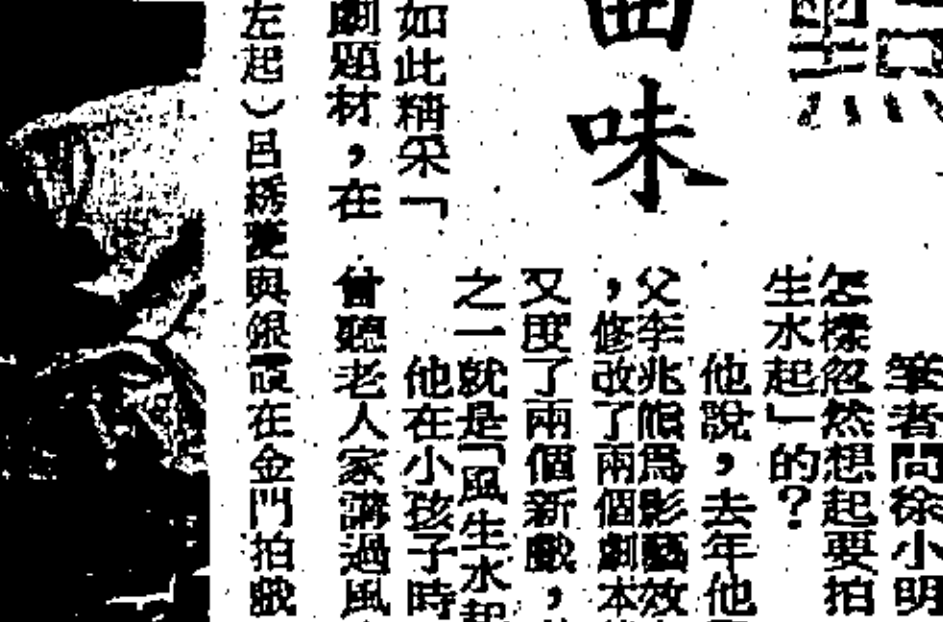 曲味
筆者問徐小明
怎樣忽然想起要拍
生水起」的？
他說，去年他
父李兆熊爲影藝效
，修改了兩個劇本
又度了兩個新戲，
之一就是「風生水起
他在小孩子時
曾聽老人家講過風
如此精采「
劇題材，在
左起）呂綉菱與銀霞在金門拍戲